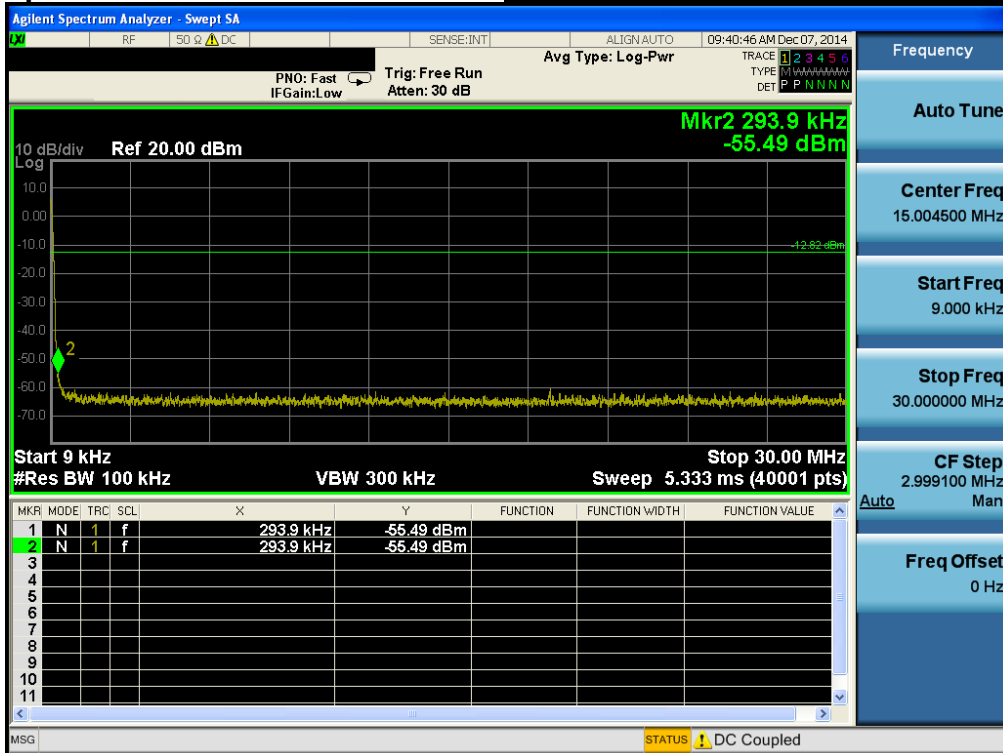 Agilent Spectrum Analyzer - Swept SA
LXI RF 50 Ω DC SENSE:INT ALIGN AUTO 09:40:46 AM Dec 07, 2014
PNO: Fast
IFGain:Low
Trig: Free Run
Atten: 30 dB
Avg Type: Log-Pwr
TRACE 1 2 3 4 5 6
TYPE M
DET P P N N N N
Mkr2 293.9 kHz
-55.49 dBm
10 dB/div Ref 20.00 dBm
Log
10.0
0.00
-10.0
-12.82 dBm
-20.0
-30.0
-40.0
-50.0
2
-60.0
-70.0
Start 9 kHz Stop 30.00 MHz
#Res BW 100 kHz VBW 300 kHz Sweep 5.333 ms (40001 pts)
MKR MODE TRC SCL X Y FUNCTION FUNCTION WIDTH FUNCTION VALUE
1 N 1 f 293.9 kHz -55.49 dBm
2 N 1 f 293.9 kHz -55.49 dBm
3
4
5
6
7
8
9
10
11
MSG STATUS DC Coupled
Frequency
Auto Tune
Center Freq
15.004500 MHz
Start Freq
9.000 kHz
Stop Freq
30.000000 MHz
CF Step
2.999100 MHz
Auto Man
Freq Offset
0 Hz